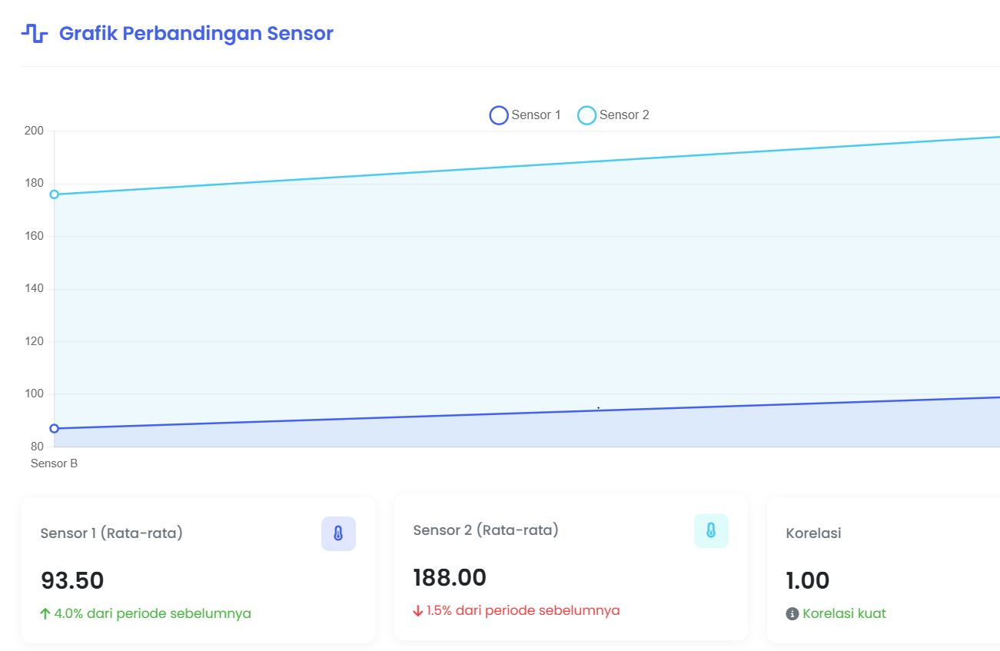 Grafik Perbandingan Sensor
Sensor 1 Sensor 2
200
180
160
140
120
100
80
Sensor B
Sensor 1 (Rata-rata)
93.50
4.0% dari periode sebelumnya
Sensor 2 (Rata-rata)
188.00
1.5% dari periode sebelumnya
Korelasi
1.00
Korelasi kuat